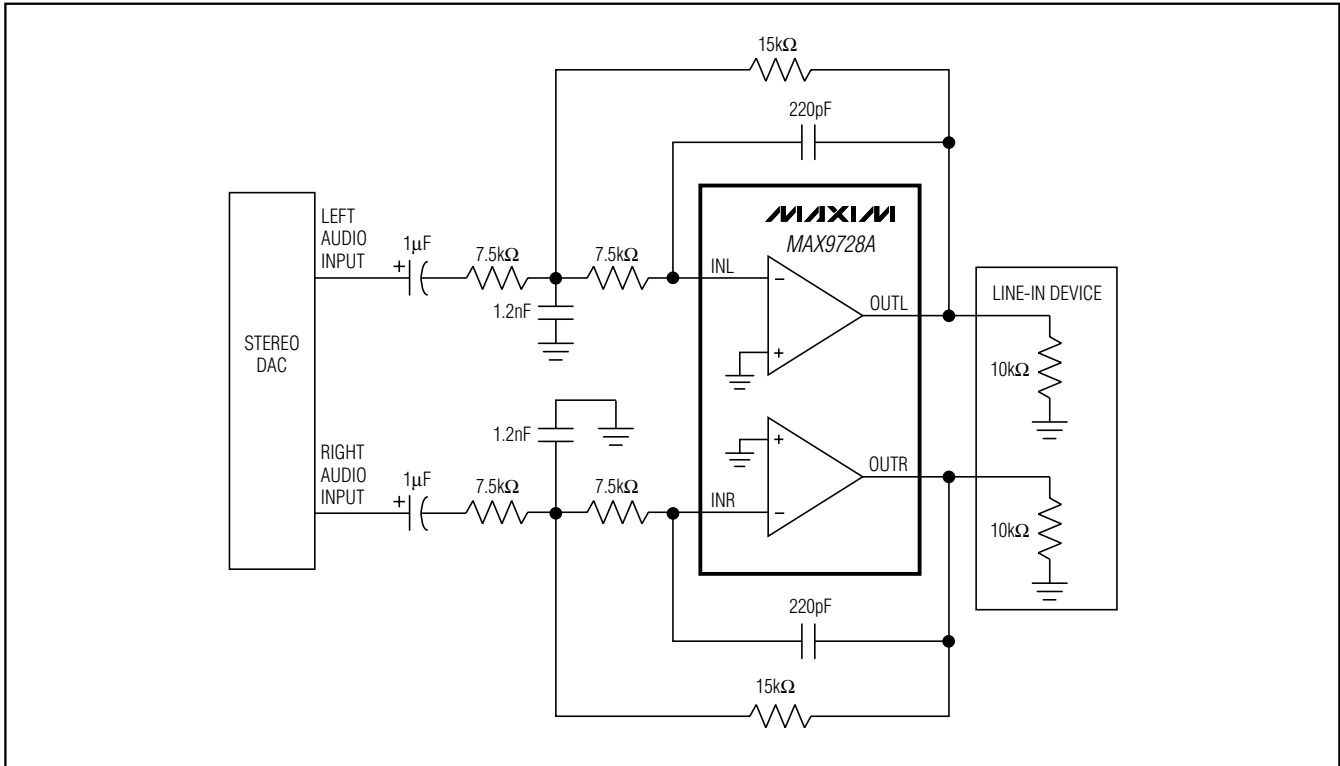 15kΩ
220pF
LEFT
AUDIO
INPUT
1μF
+
7.5kΩ
7.5kΩ
1.2nF
MAXIM
MAX9728A
INL
−
+
OUTL
LINE-IN DEVICE
10kΩ
STEREO
DAC
1.2nF
RIGHT
AUDIO
INPUT
1μF
+
7.5kΩ
7.5kΩ
INR
+
−
OUTR
10kΩ
220pF
15kΩ